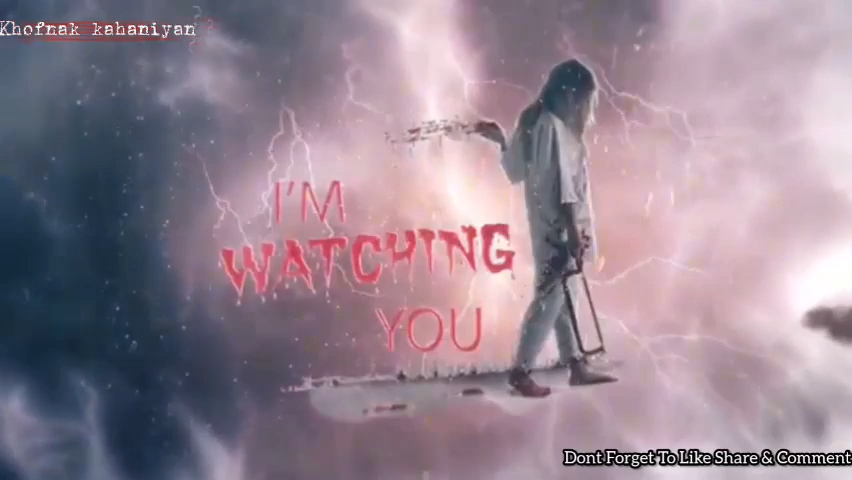 Khofnak kahaniyan
I'M
WATCHING
YOU
Dont Forget To Like Share & Comment